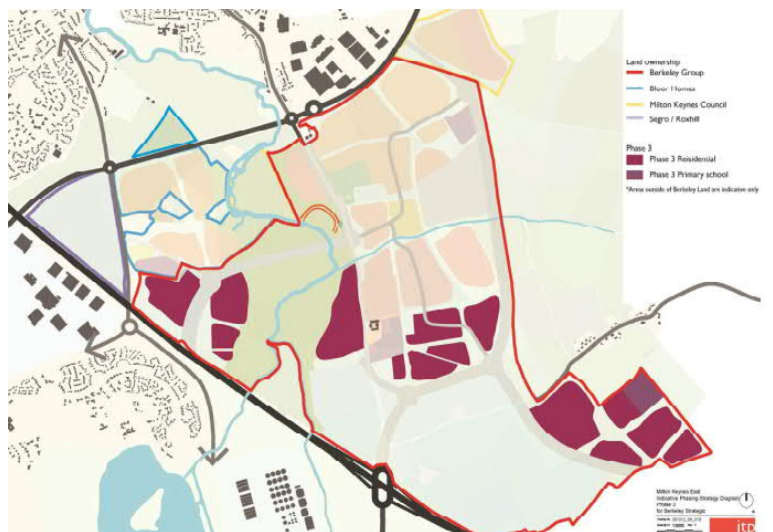 Land ownership
Berkeley Group
Bloor Homes
Milton Keynes Council
Segro / Roxhill
Phase 3
Phase 3 Reisidential
Phase 3 Primary school
*Areas outside of Berkeley Land are indicative only
Milton Keynes East
Indicative Phasing Strategy Diagram
for Berkeley Strategic
jtp